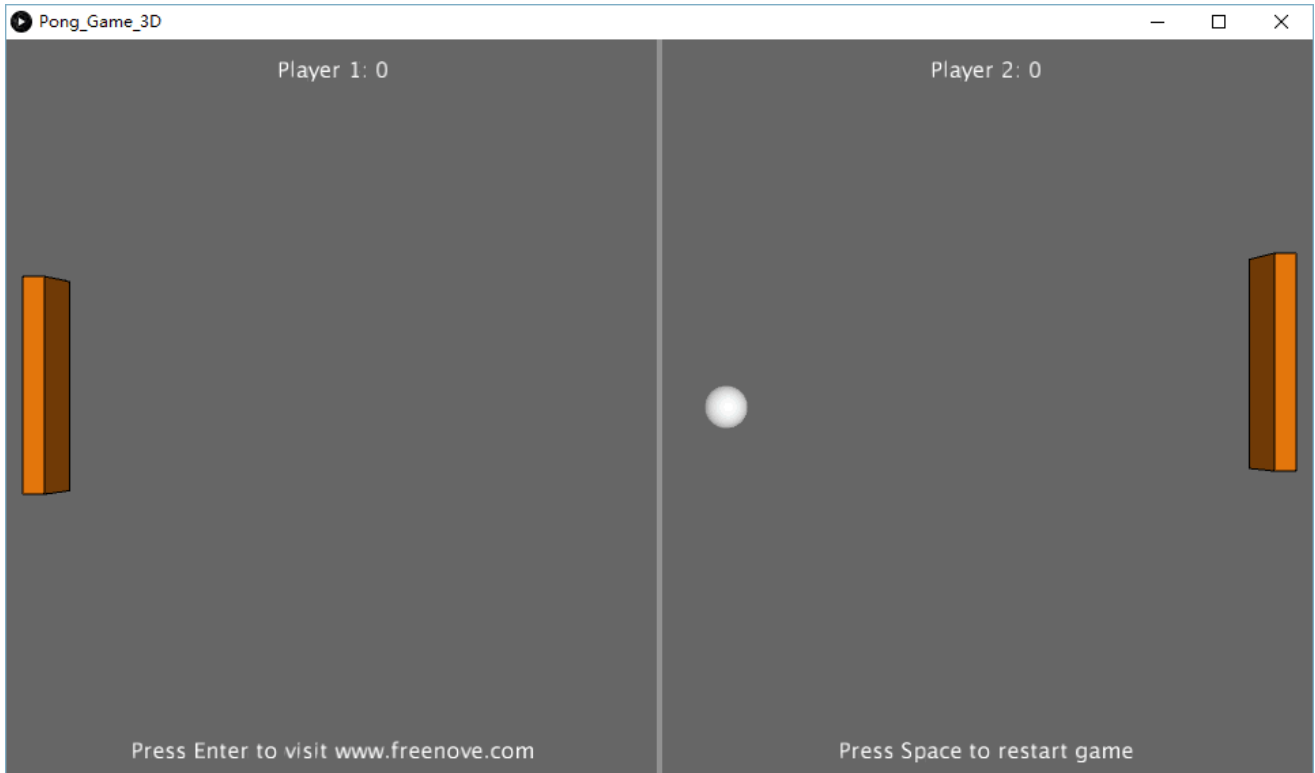 Pong_Game_3D
Player 1: 0
Player 2: 0
Press Enter to visit www.freenove.com
Press Space to restart game